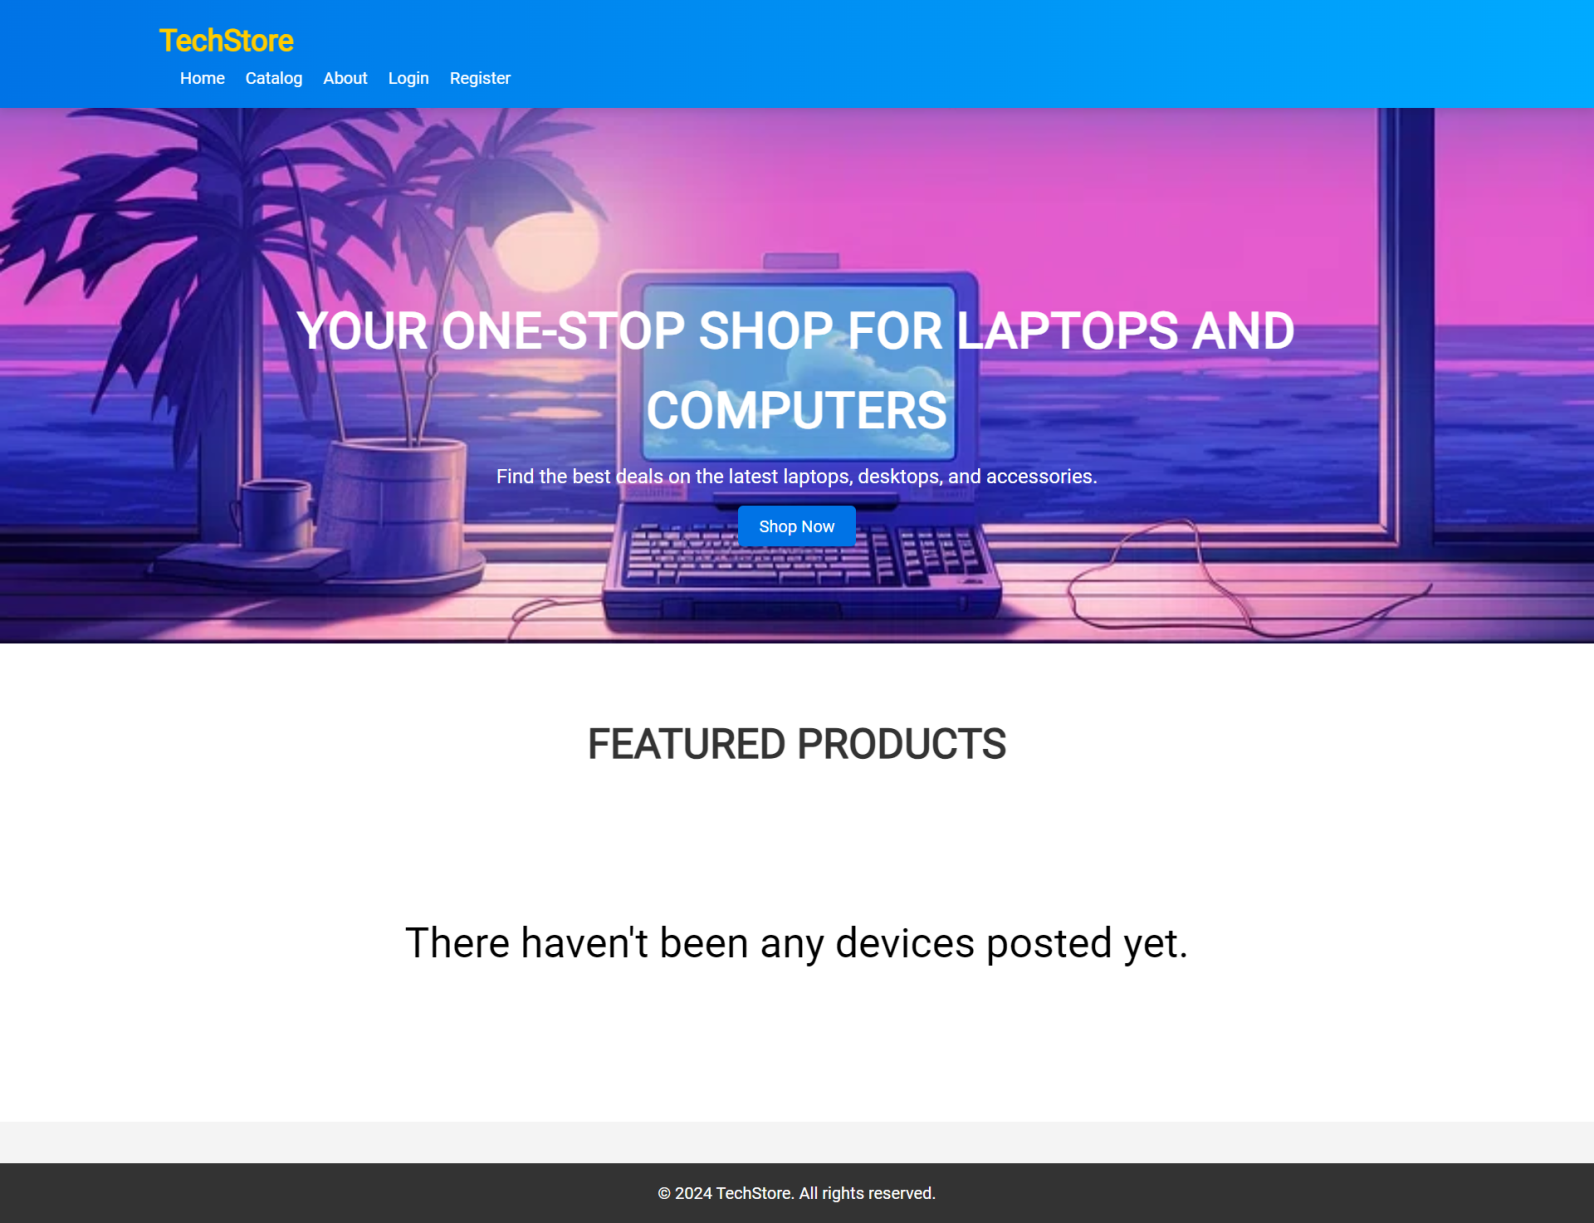 TechStore
Home Catalog About Login Register
YOUR ONE-STOP SHOP FOR LAPTOPS AND
COMPUTERS
Find the best deals on the latest laptops, desktops, and accessories.
Shop Now
FEATURED PRODUCTS
There haven't been any devices posted yet.
© 2024 TechStore. All rights reserved.